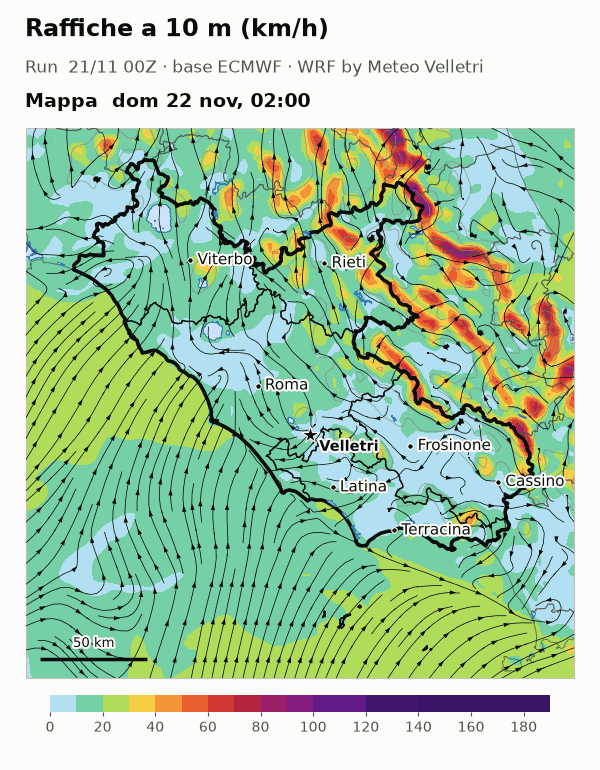 Raffiche a 10 m (km/h)
Run  21/11 00Z · base ECMWF · WRF by Meteo Velletri
Mappa  dom 22 nov, 02:00
Viterbo
Rieti
Roma
Velletri
Frosinone
Cassino
Latina
Terracina
50 km
0 20 40 60 80 100 120 140 160 180